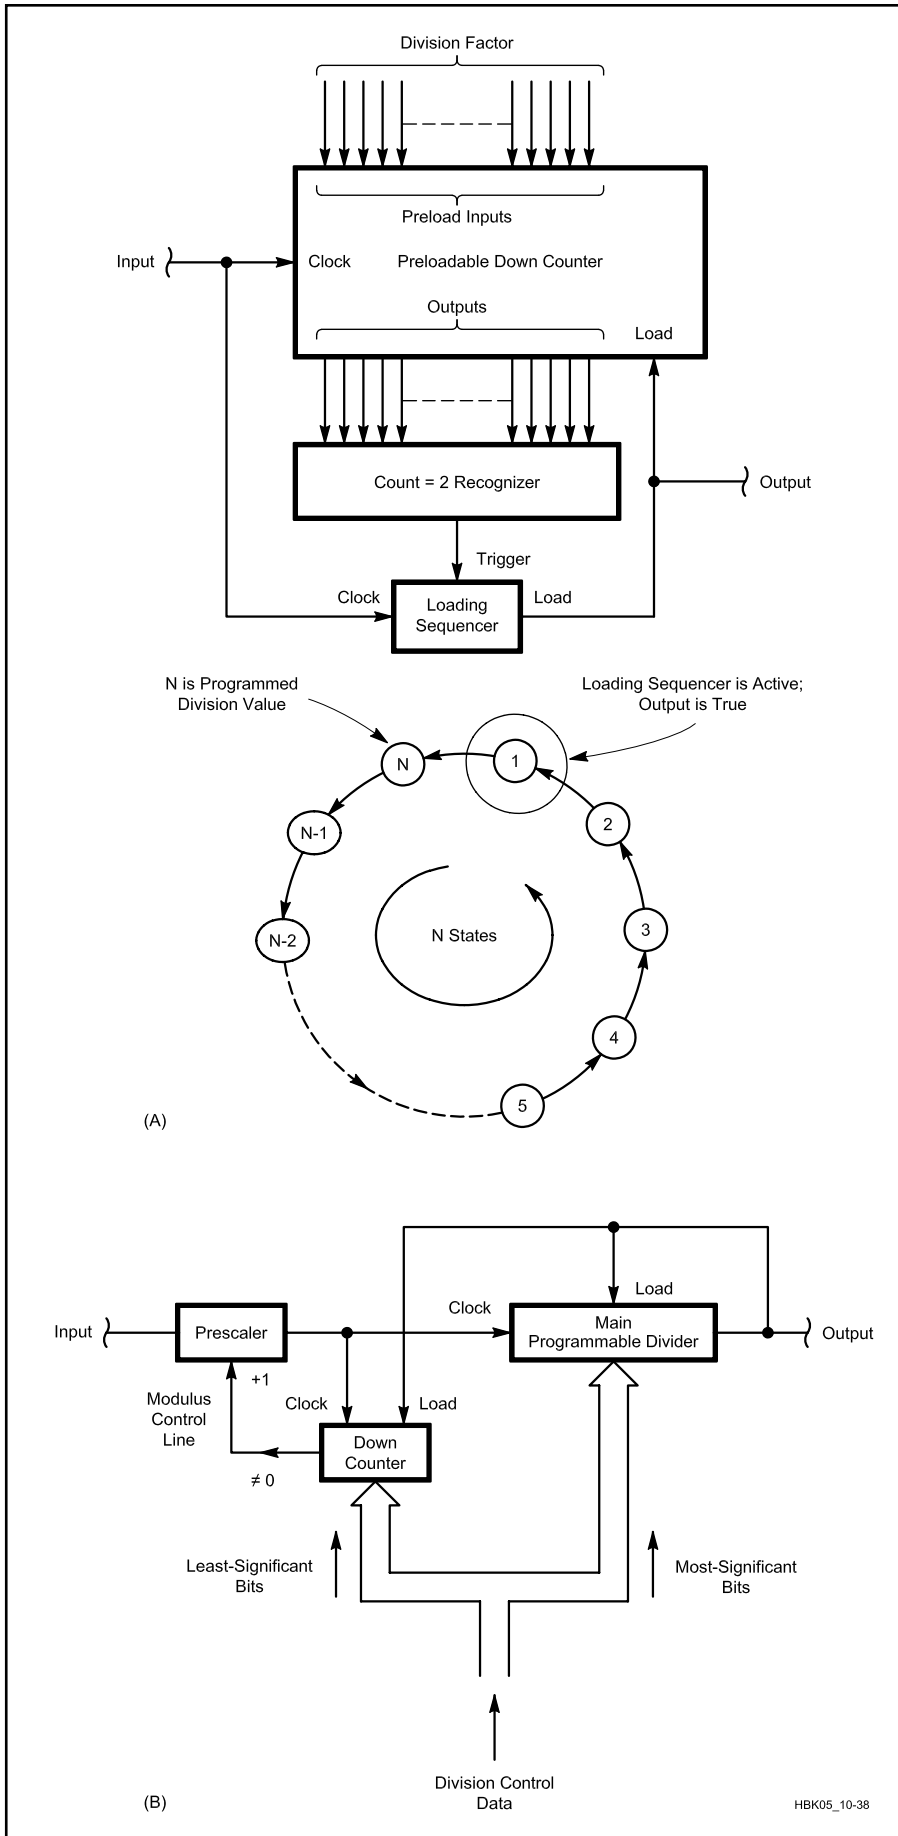 Division Factor
Preload Inputs
Input
Clock
Preloadable Down Counter
Outputs
Load
Count = 2 Recognizer
Output
Trigger
Clock
Load
Loading
Sequencer
N is Programmed
Division Value
Loading Sequencer is Active;
Output is True
N
1
N-1
2
N-2
N States
3
4
5
(A)
Load
Clock
Input
Prescaler
Main
Programmable Divider
Output
+1
Modulus
Control
Line
Clock
Load
Down
Counter
≠ 0
Least-Significant
Bits
Most-Significant
Bits
Division Control
Data
(B)
HBK05_10-38